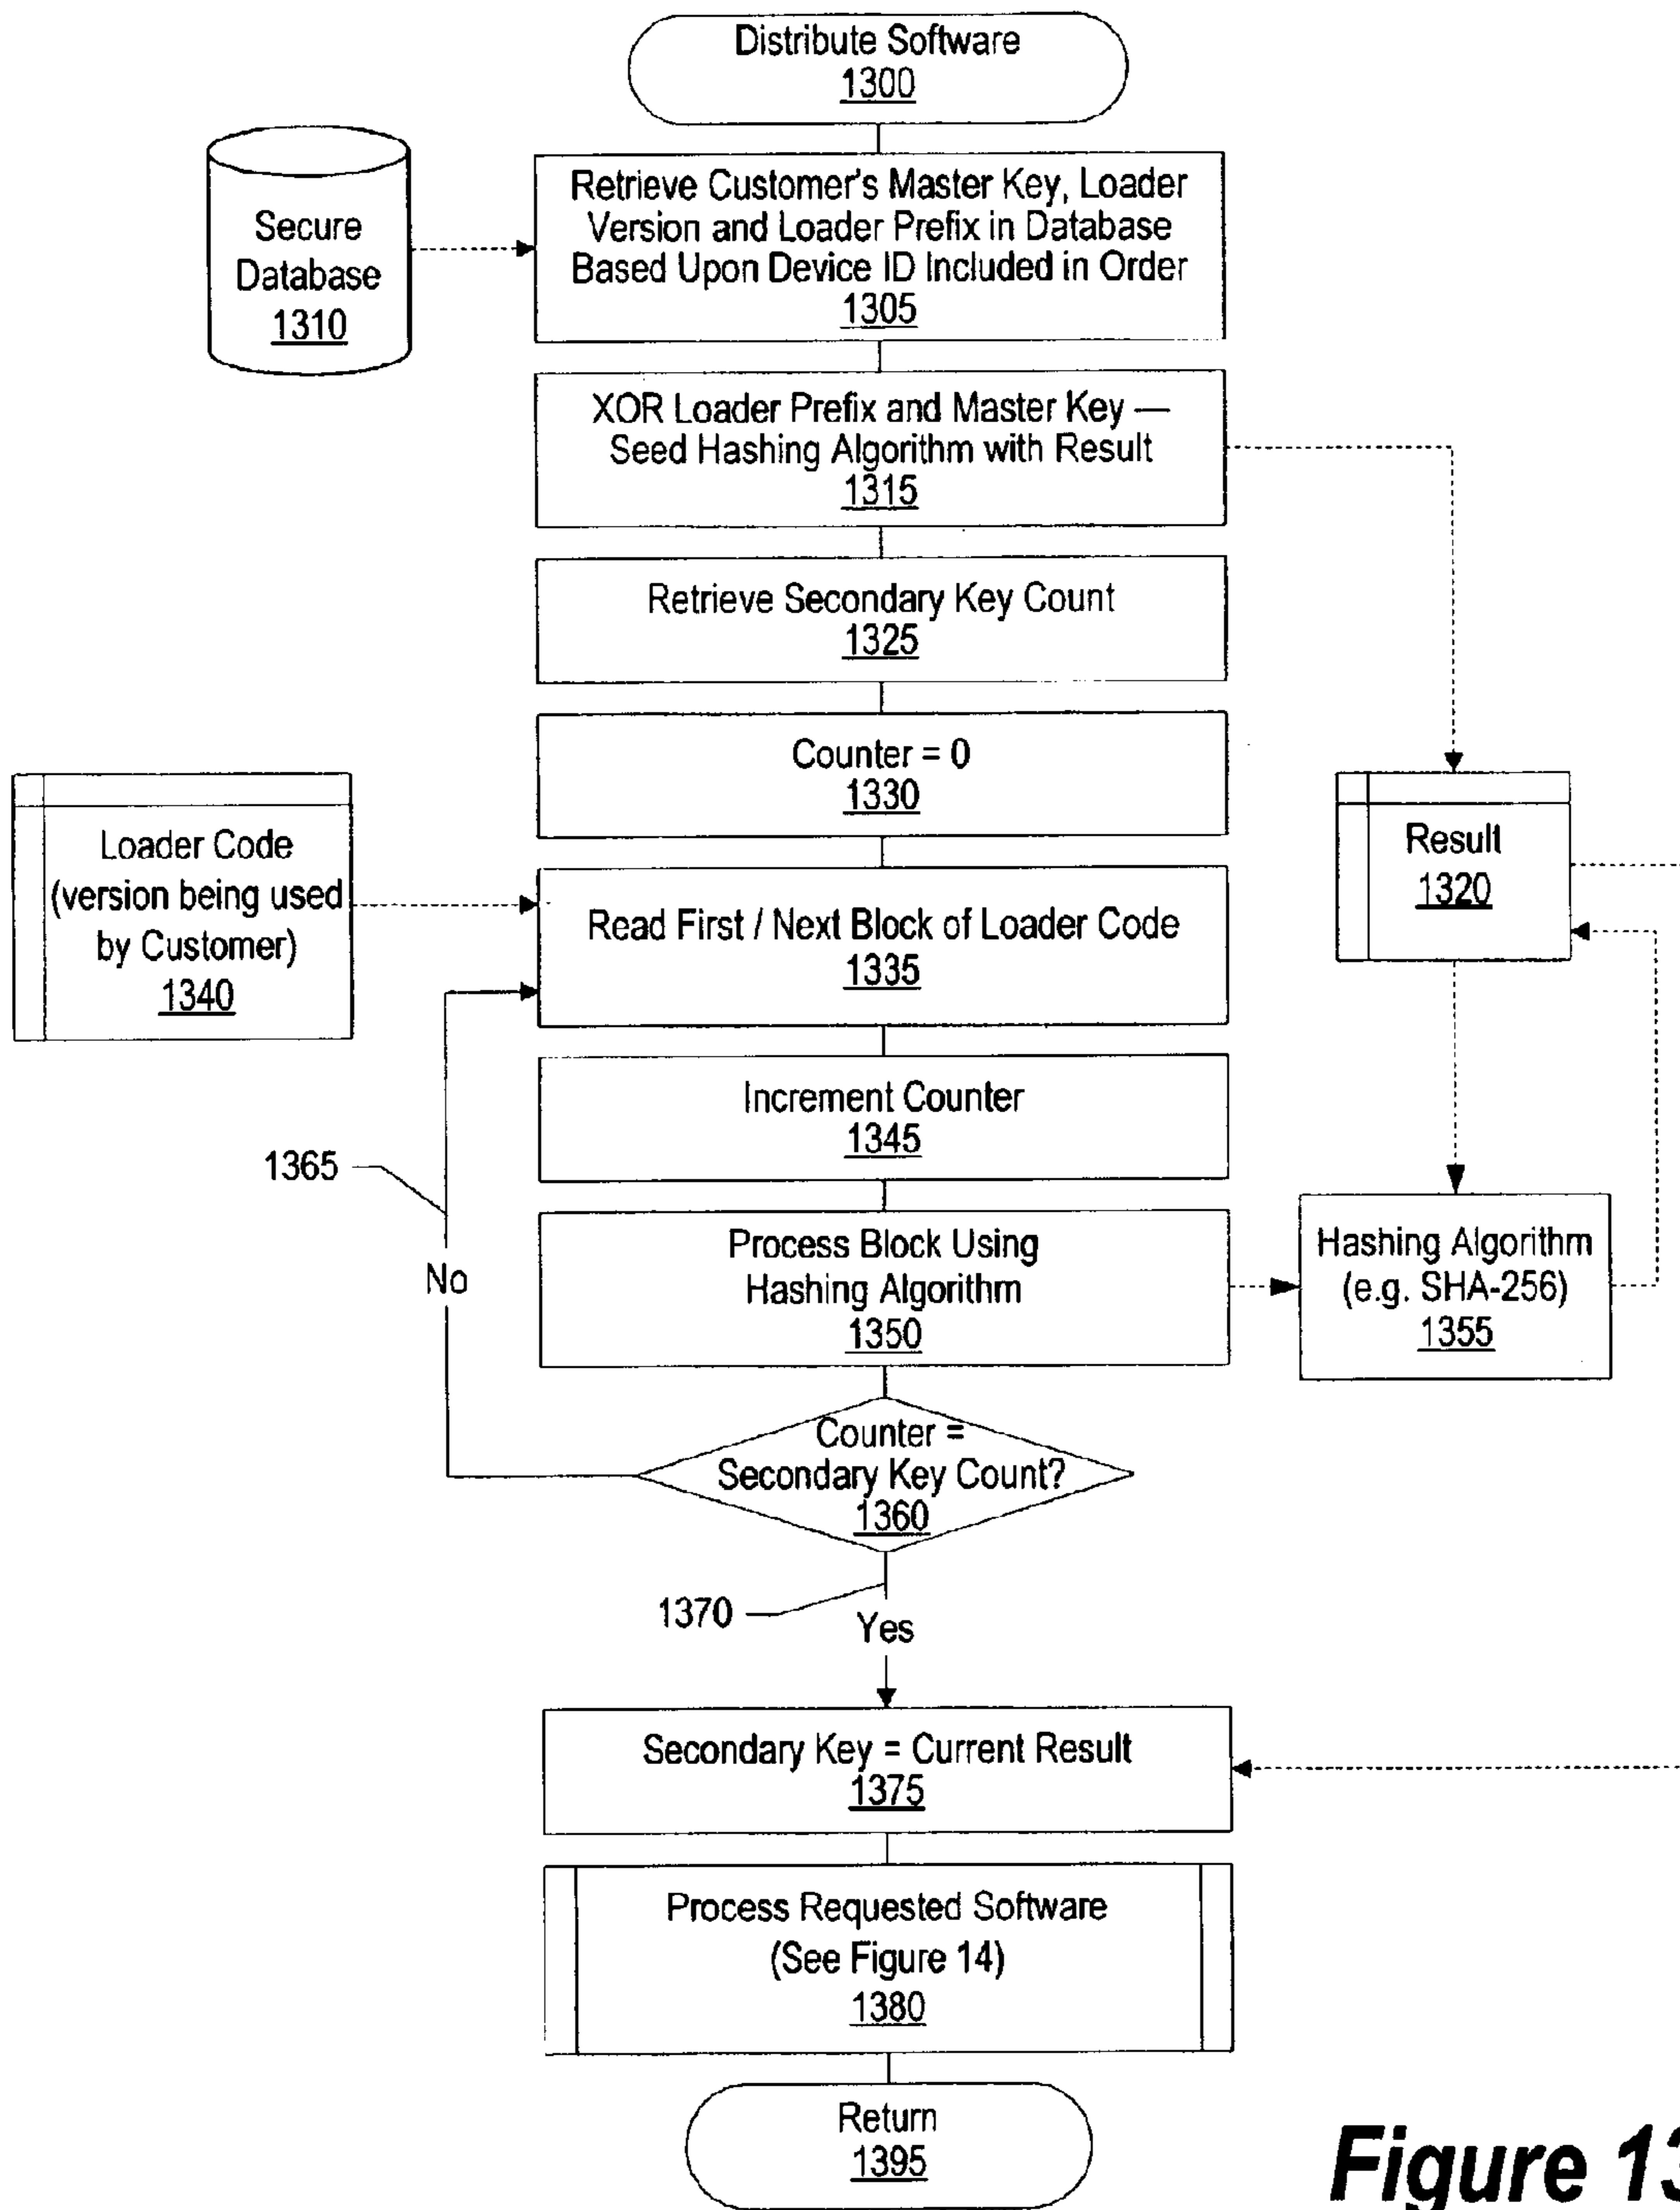 Distribute Software
1300
Secure
Database
1310
Retrieve Customer's Master Key, Loader
Version and Loader Prefix in Database
Based Upon Device ID Included in Order
1305
XOR Loader Prefix and Master Key —
Seed Hashing Algorithm with Result
1315
Retrieve Secondary Key Count
1325
Counter = 0
1330
Loader Code
(version being used
by Customer)
1340
Result
1320
Read First / Next Block of Loader Code
1335
Increment Counter
1345
1365
No
Process Block Using
Hashing Algorithm
1350
Hashing Algorithm
(e.g. SHA-256)
1355
Counter =
Secondary Key Count?
1360
1370
Yes
Secondary Key = Current Result
1375
Process Requested Software
(See Figure 14)
1380
Return
1395
Figure 13